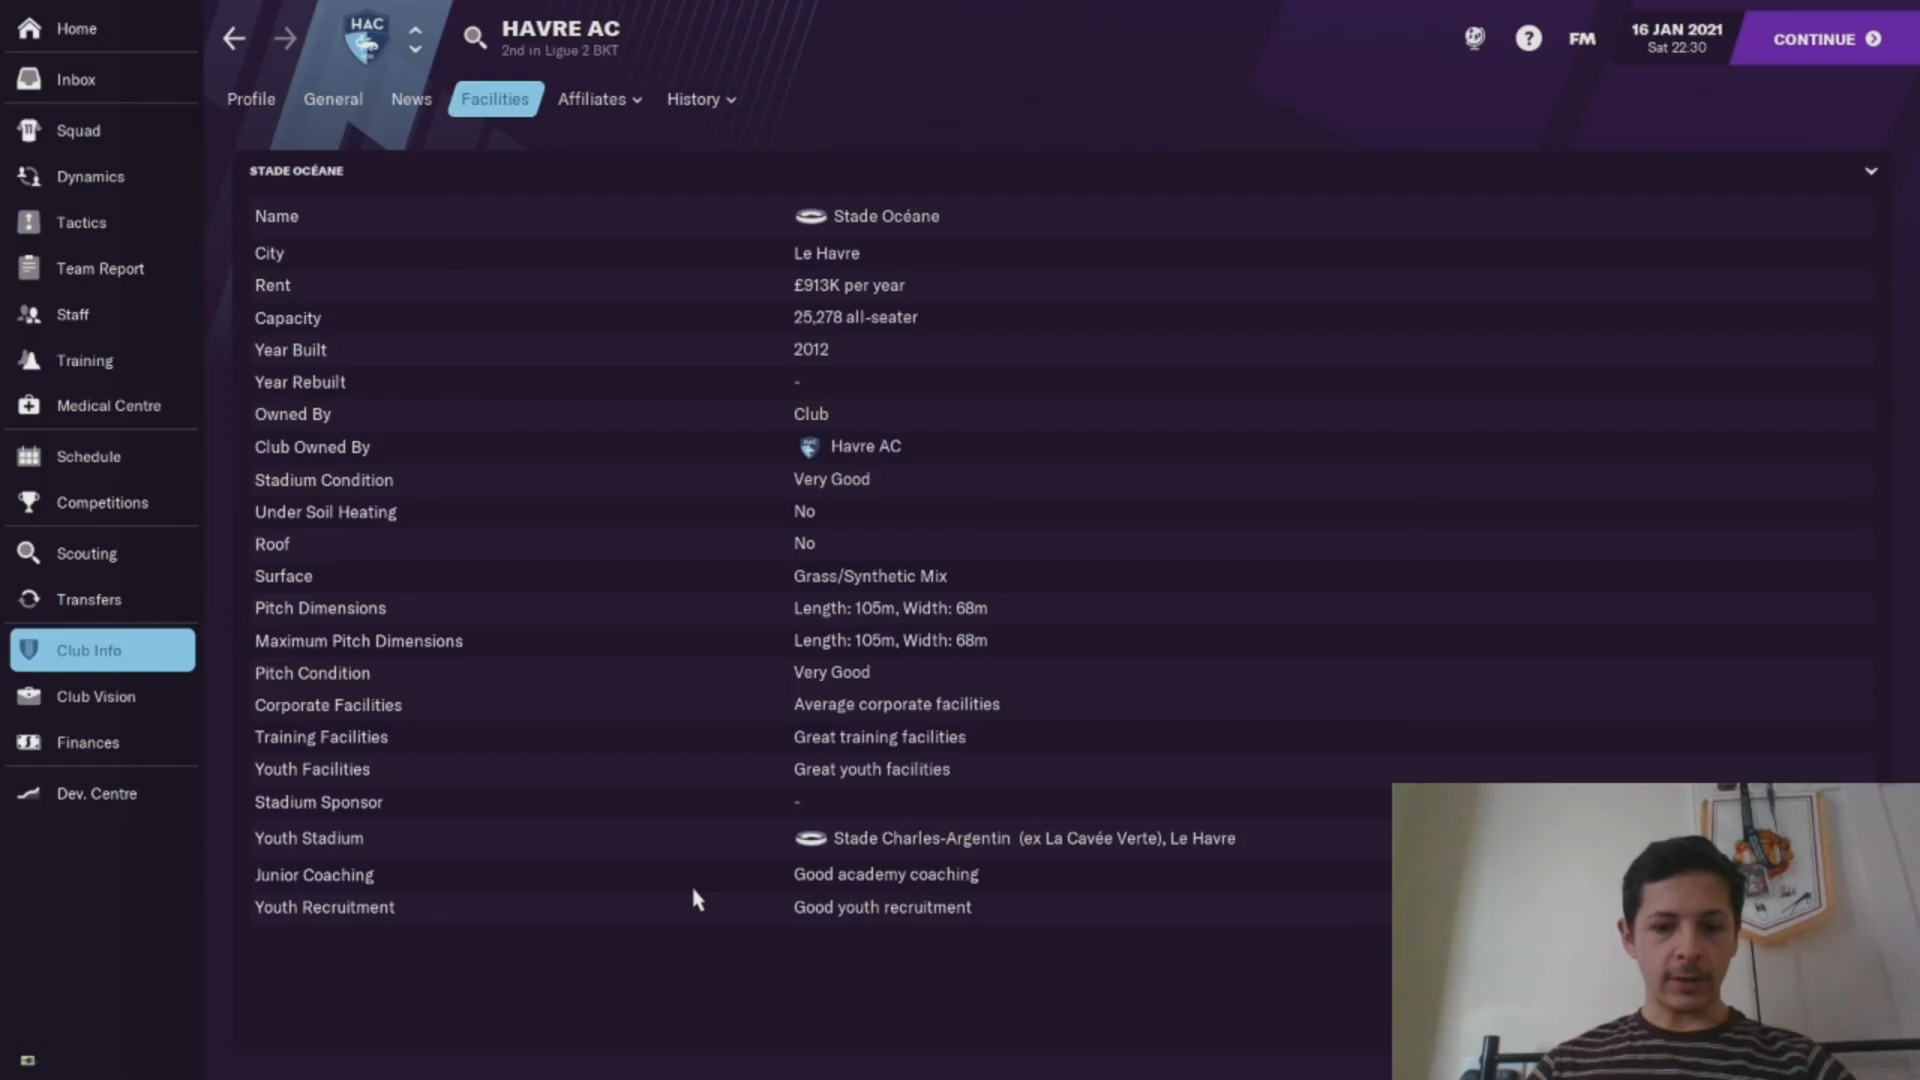 Home
Inbox
Squad
Dynamics
Tactics
Team Report
Staff
Training
Medical Centre
Schedule
Competitions
Scouting
Transfers
Club Info
Club Vision
Finances
Dev. Centre
HAC
HAVRE AC
2nd in Ligue 2 BKT
?
FM
16 JAN 2021
Sat 22:30
CONTINUE
Profile General News Facilities Affiliates History
STADE OCÉANE
Name Stade Océane
City Le Havre
Rent £913K per year
Capacity 25,278 all-seater
Year Built 2012
Year Rebuilt -
Owned By Club
Club Owned By Havre AC
Stadium Condition Very Good
Under Soil Heating No
Roof No
Surface Grass/Synthetic Mix
Pitch Dimensions Length: 105m, Width: 68m
Maximum Pitch Dimensions Length: 105m, Width: 68m
Pitch Condition Very Good
Corporate Facilities Average corporate facilities
Training Facilities Great training facilities
Youth Facilities Great youth facilities
Stadium Sponsor -
Youth Stadium Stade Charles-Argentin (ex La Cavée Verte), Le Havre
Junior Coaching Good academy coaching
Youth Recruitment Good youth recruitment